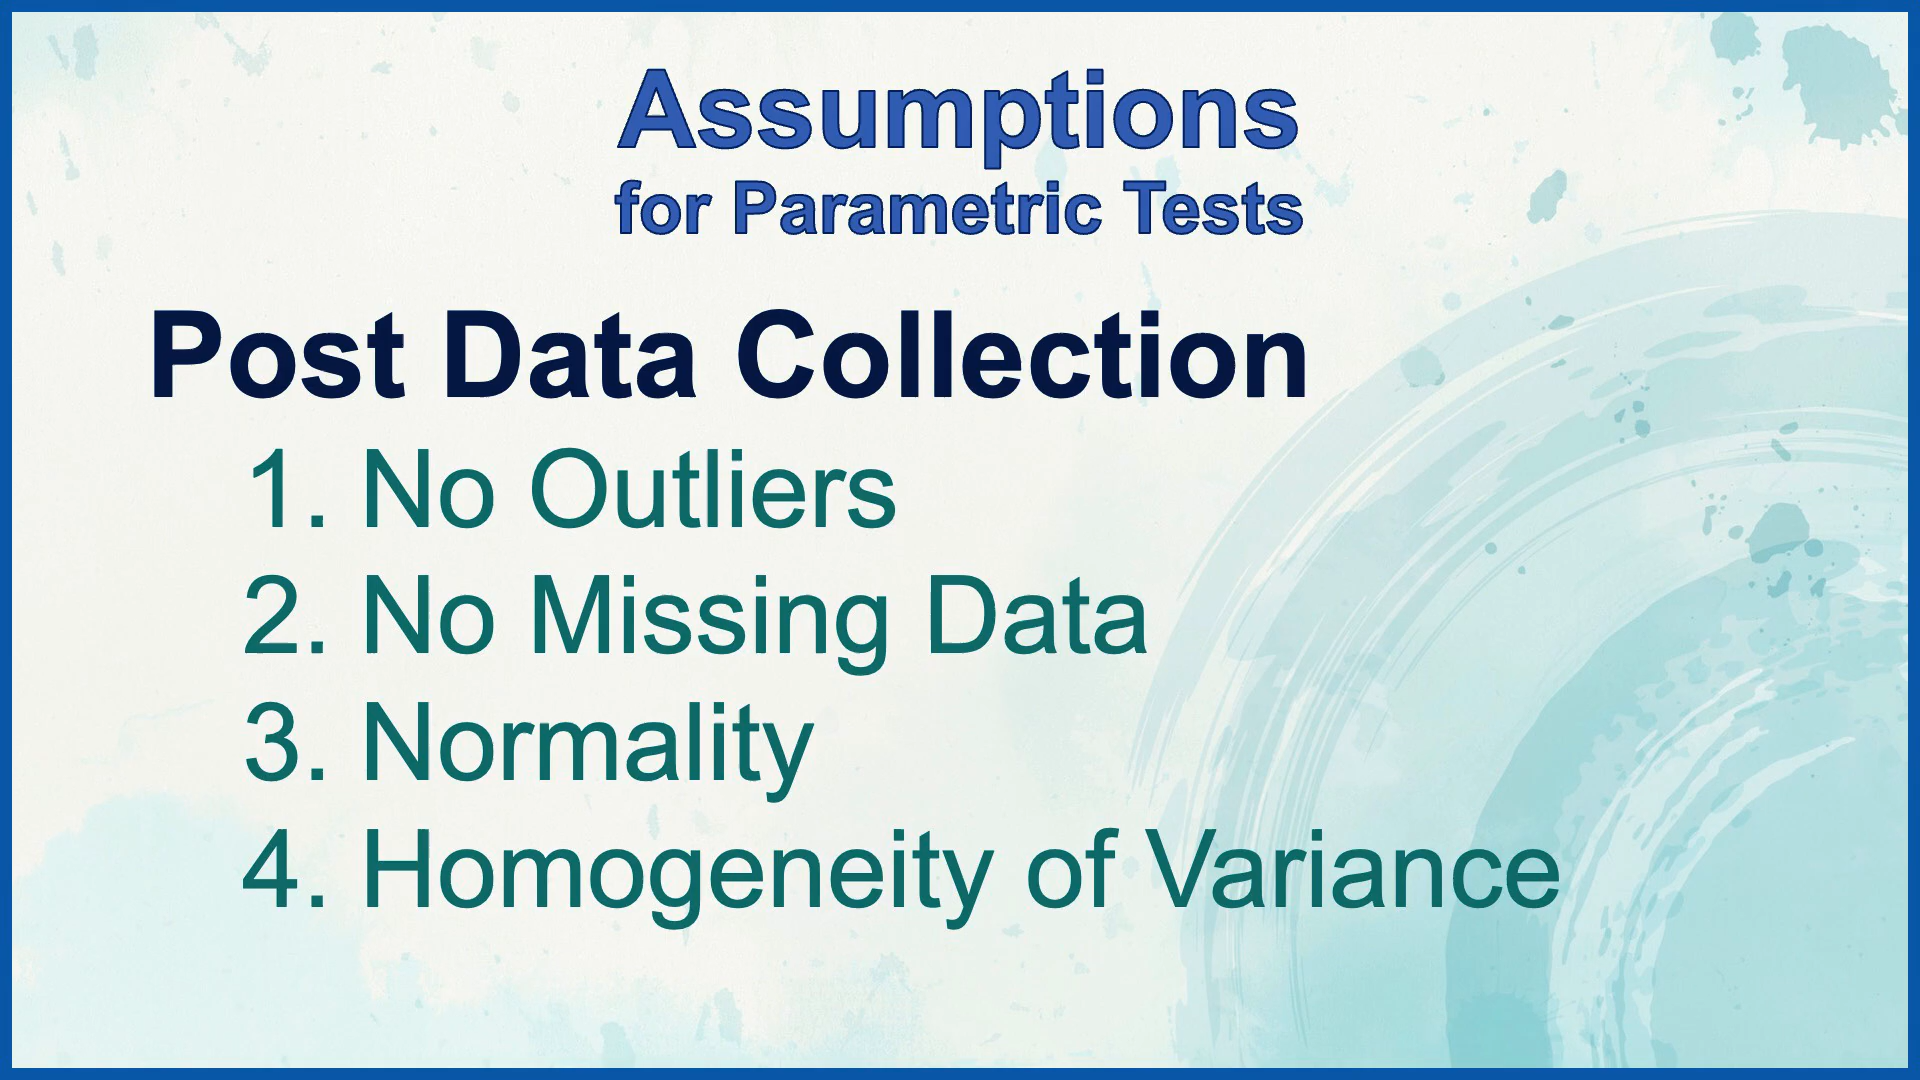 Assumptions
for Parametric Tests
Post Data Collection
1. No Outliers
2. No Missing Data
3. Normality
4. Homogeneity of Variance